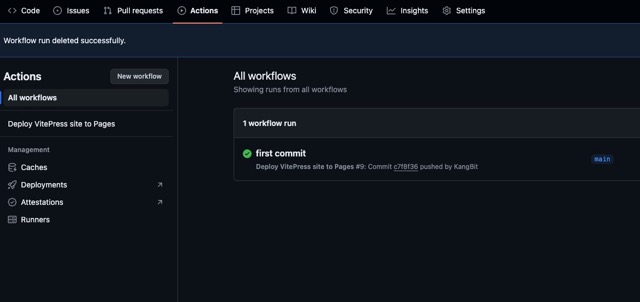 Code Issues Pull requests Actions Projects Wiki Security Insights Settings
Workflow run deleted successfully.
Actions
New workflow
All workflows
Deploy VitePress site to Pages
Management
Caches
Deployments
Attestations
Runners
All workflows
Showing runs from all workflows
1 workflow run
first commit
Deploy VitePress site to Pages #9: Commit c7f8f36 pushed by KangBit
main